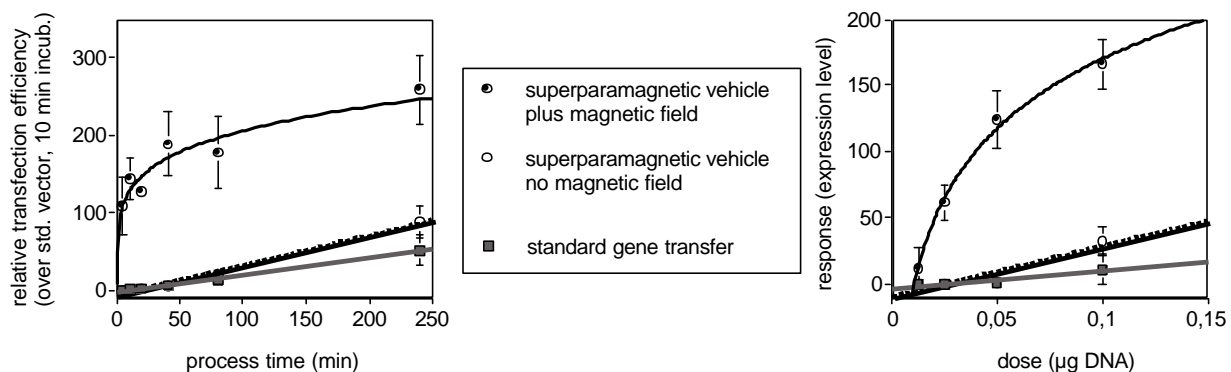 relative transfection efficiency
(over std. vector, 10 min incub.)
300
200
100
0
0
50
100
150
200
250
process time (min)
superparamagnetic vehicle
plus magnetic field
superparamagnetic vehicle
no magnetic field
standard gene transfer
response (expression level)
200
150
100
50
0
0
0,05
0,1
0,15
dose (µg DNA)